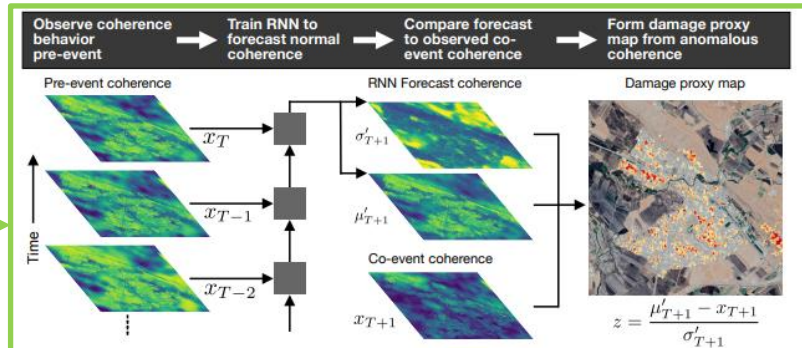 Observe coherence
behavior
pre-event
Train RNN to
forecast normal
coherence
Compare forecast
to observed co-
event coherence
Form damage proxy
map from anomalous
coherence
Pre-event coherence
RNN Forecast coherence
Damage proxy map
x_T
σ′_{T+1}
Time
x_{T−1}
μ′_{T+1}
x_{T−2}
Co-event coherence
x_{T+1}
z = \frac{μ′_{T+1} − x_{T+1}}{σ′_{T+1}}